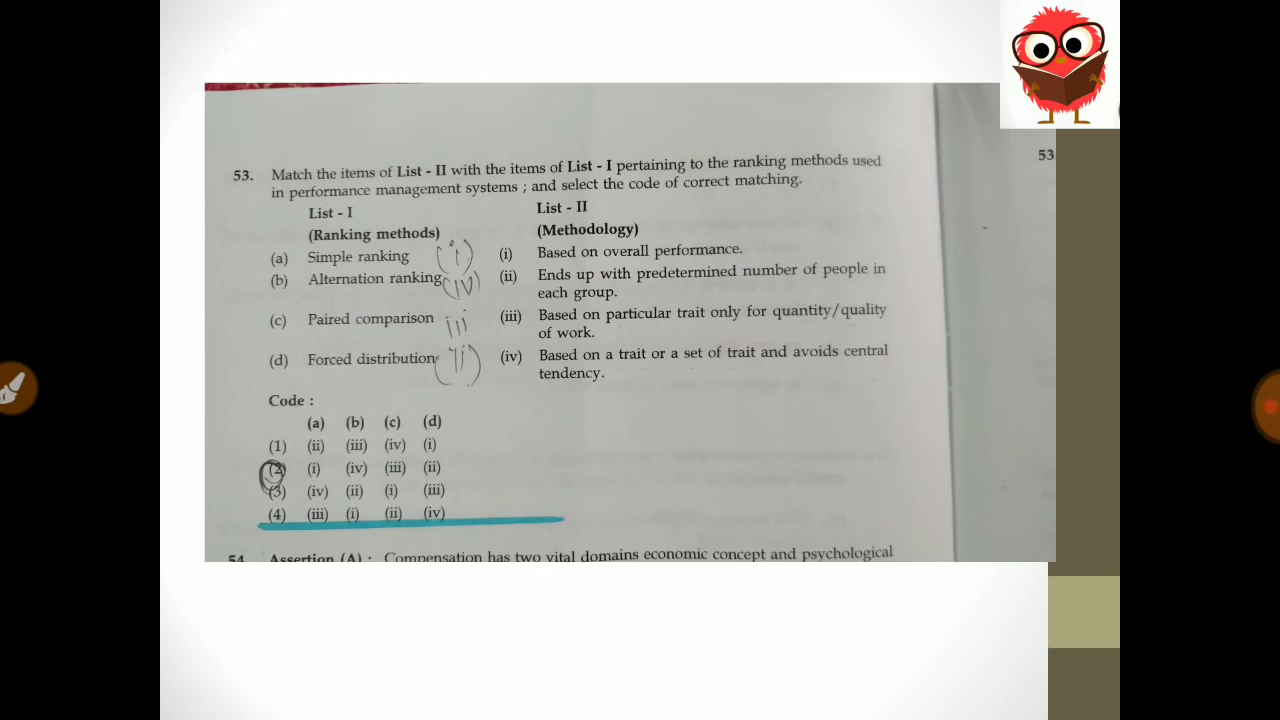 53. Match the items of List - II with the items of List - I pertaining to the ranking methods used
in performance management systems ; and select the code of correct matching.
List - I List - II
(Ranking methods) (Methodology)
(a) Simple ranking (i) (i) Based on overall performance.
(b) Alternation ranking (iv) (ii) Ends up with predetermined number of people in
each group.
(c) Paired comparison iii (iii) Based on particular trait only for quantity/quality
of work.
(d) Forced distribution (ii) (iv) Based on a trait or a set of trait and avoids central
tendency.
Code :
(a) (b) (c) (d)
(1) (ii) (iii) (iv) (i)
(2) (i) (iv) (iii) (ii)
(3) (iv) (ii) (i) (iii)
(4) (iii) (i) (ii) (iv)
54. Assertion (A) : Compensation has two vital domains economic concept and psychological
53